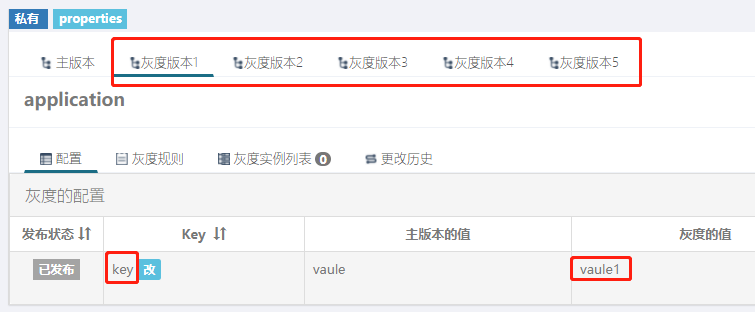 私有 properties
主版本 灰度版本1 灰度版本2 灰度版本3 灰度版本4 灰度版本5
application
配置 灰度规则 灰度实例列表 0 更改历史
灰度的配置
发布状态 Key 主版本的值 灰度的值
已发布 key 改 vaule vaule1